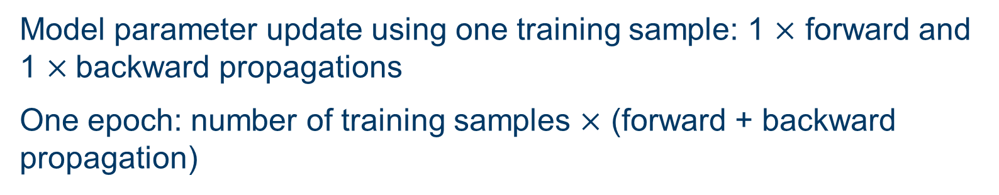 Model parameter update using one training sample: 1 × forward and
1 × backward propagations
One epoch: number of training samples × (forward + backward
propagation)